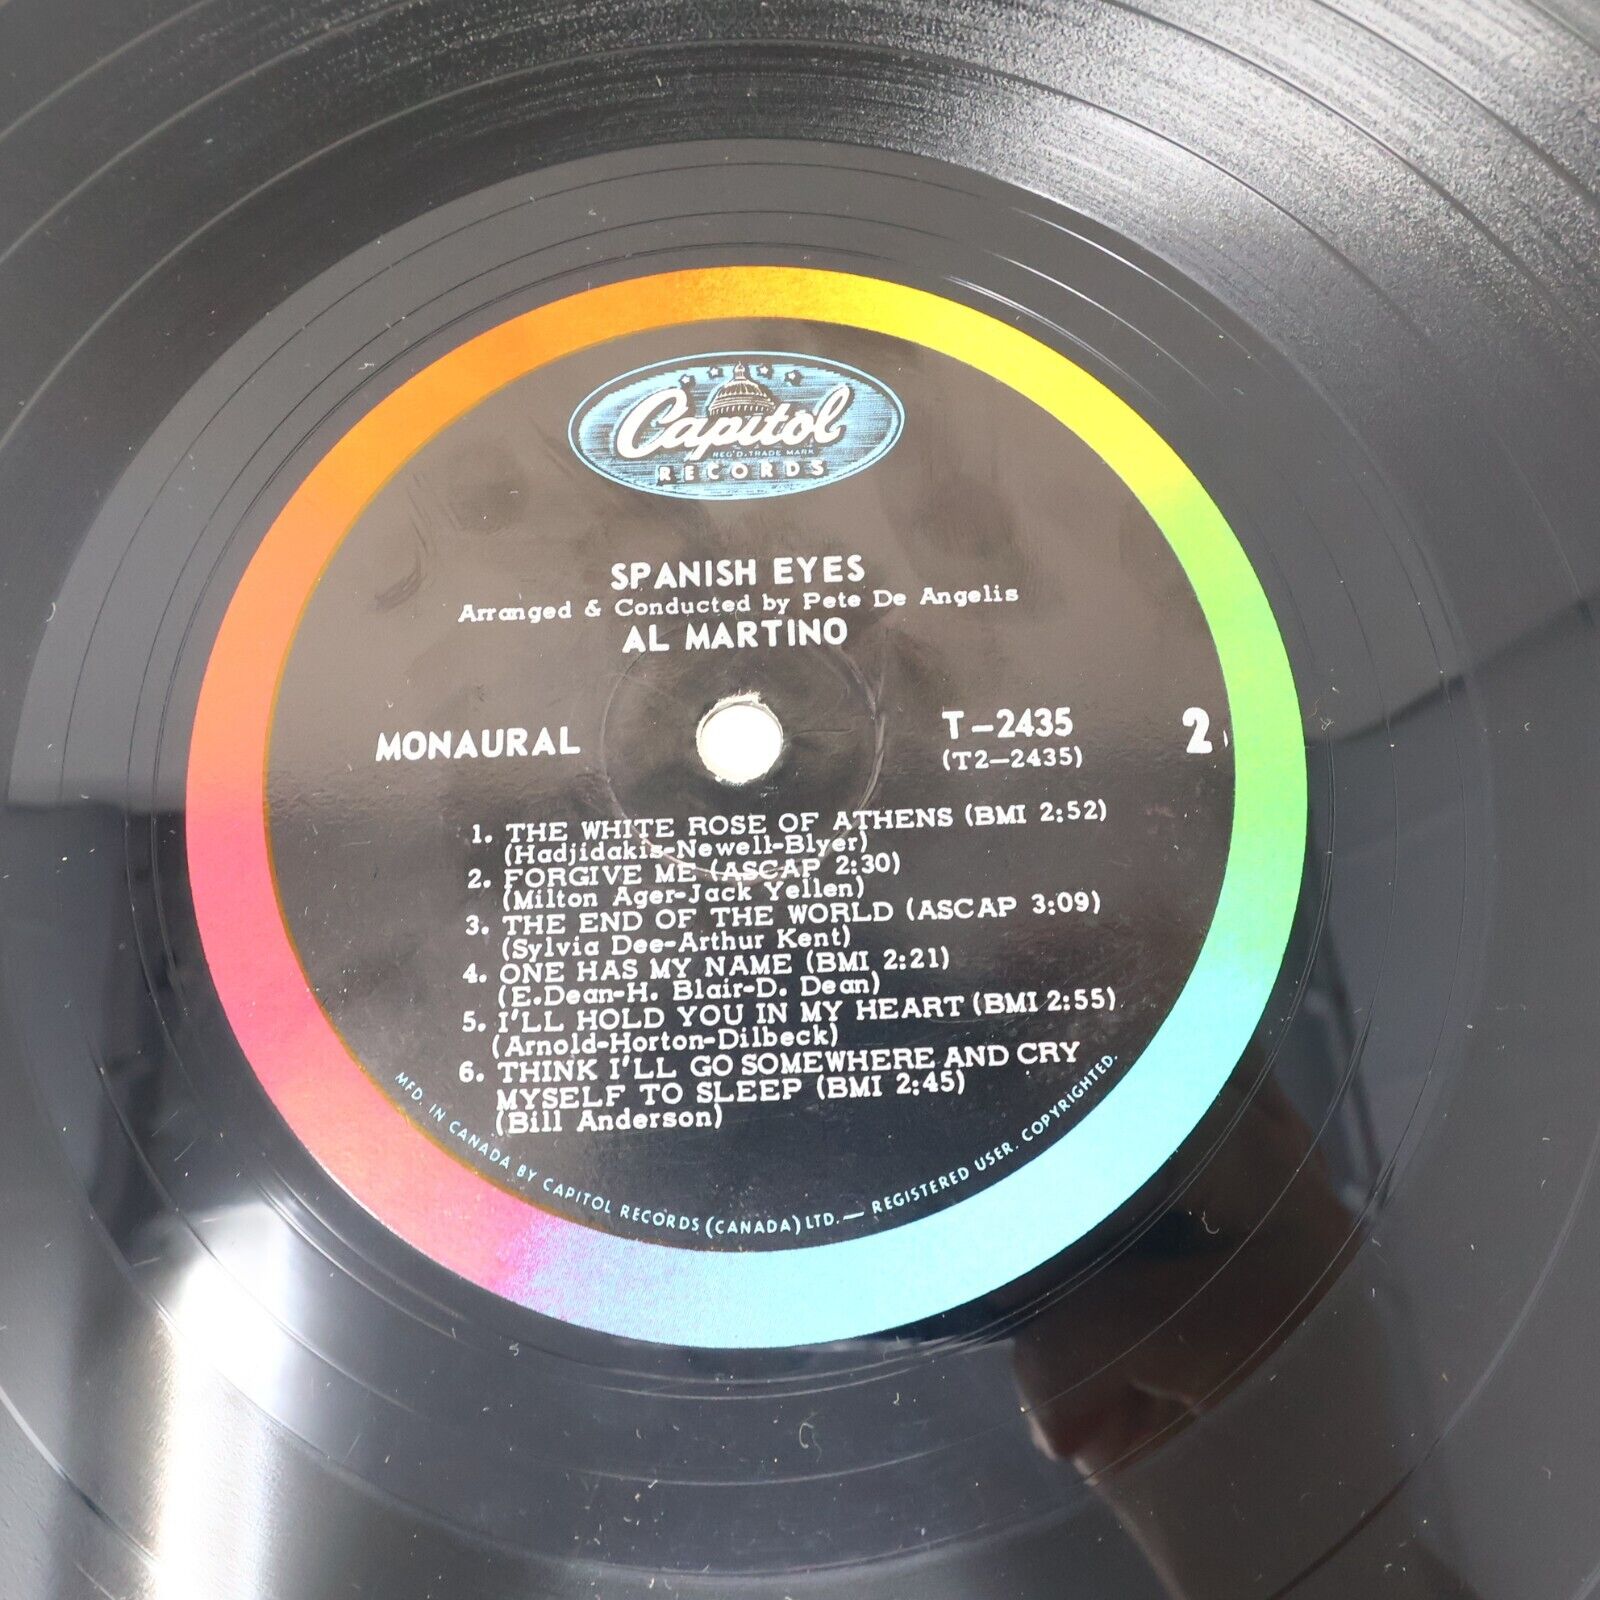 Capitol
REG'D. TRADE MARK
RECORDS
SPANISH EYES
Arranged & Conducted by Pete De Angelis
AL MARTINO
MONAURAL
T-2435
(T2-2435)
2
1. THE WHITE ROSE OF ATHENS (BMI 2:52)
(Hadjidakis-Newell-Blyer)
2. FORGIVE ME (ASCAP 2:30)
(Milton Ager-Jack Yellen)
3. THE END OF THE WORLD (ASCAP 3:09)
(Sylvia Dee-Arthur Kent)
4. ONE HAS MY NAME (BMI 2:21)
(E.Dean-H. Blair-D. Dean)
5. I'LL HOLD YOU IN MY HEART (BMI 2:55)
(Arnold-Horton-Dilbeck)
6. THINK I'LL GO SOMEWHERE AND CRY
MYSELF TO SLEEP (BMI 2:45)
(Bill Anderson)
MFD. IN CANADA BY CAPITOL RECORDS (CANADA) LTD. — REGISTERED USER. COPYRIGHTED.